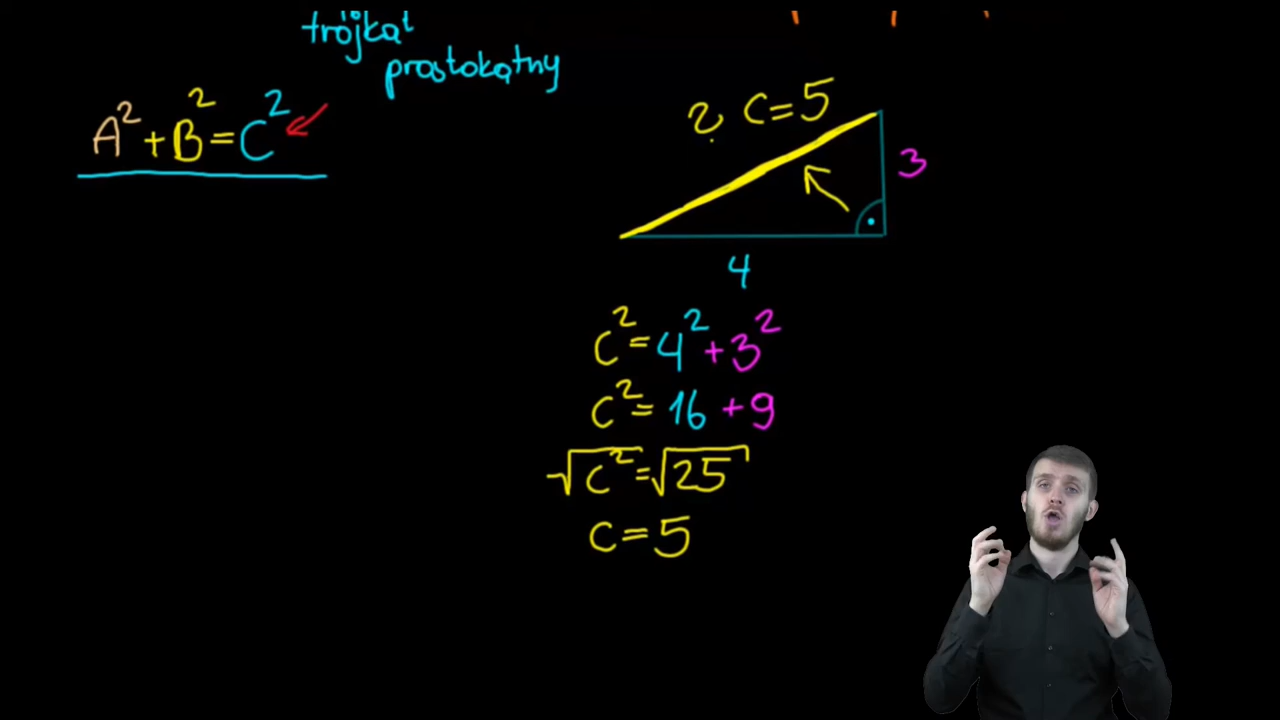 trójkąt
prostokątny
A² + B² = C²
? C = 5
3
4
C² = 4² + 3²
C² = 16 + 9
√C² = √25
C = 5